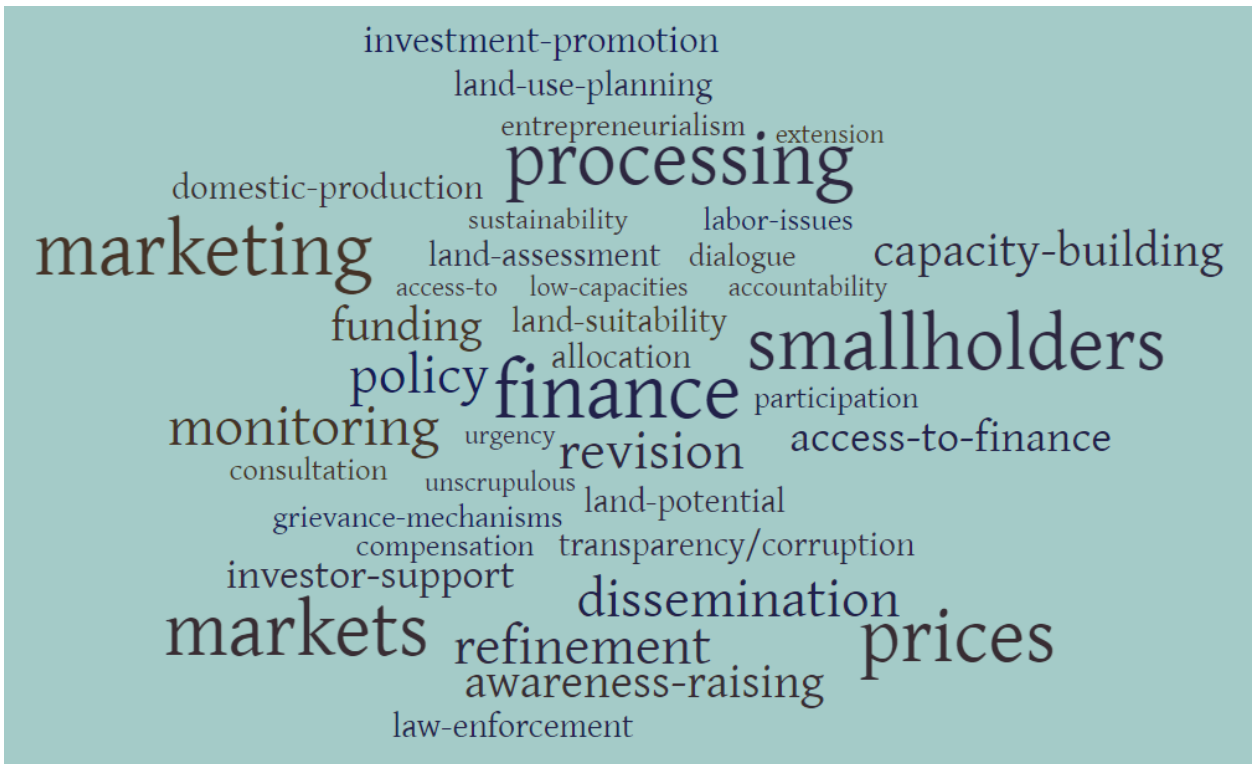 investment-promotion
land-use-planning
entrepreneurialism
extension
processing
domestic-production
sustainability
labor-issues
marketing
land-assessment
dialogue
capacity-building
access-to
low-capacities
accountability
funding
land-suitability
smallholders
allocation
policy
finance
participation
monitoring
urgency
revision
access-to-finance
consultation
unscrupulous
land-potential
grievance-mechanisms
compensation
transparency/corruption
investor-support
dissemination
markets
refinement
prices
awareness-raising
law-enforcement